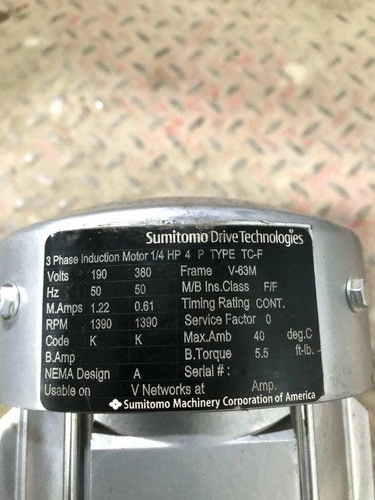 Sumitomo Drive Technologies
3 Phase Induction Motor 1/4 HP 4 P TYPE TC-F
Volts 190 380 Frame V-63M
Hz 50 50 M/B Ins.Class F/F
M.Amps 1.22 0.61 Timing Rating CONT.
RPM 1390 1390 Service Factor 0
Code K K Max.Amb 40 deg.C
B.Amp B.Torque 5.5 ft-lb.
NEMA Design A Serial # :
Usable on V Networks at Amp.
Sumitomo Machinery Corporation of America